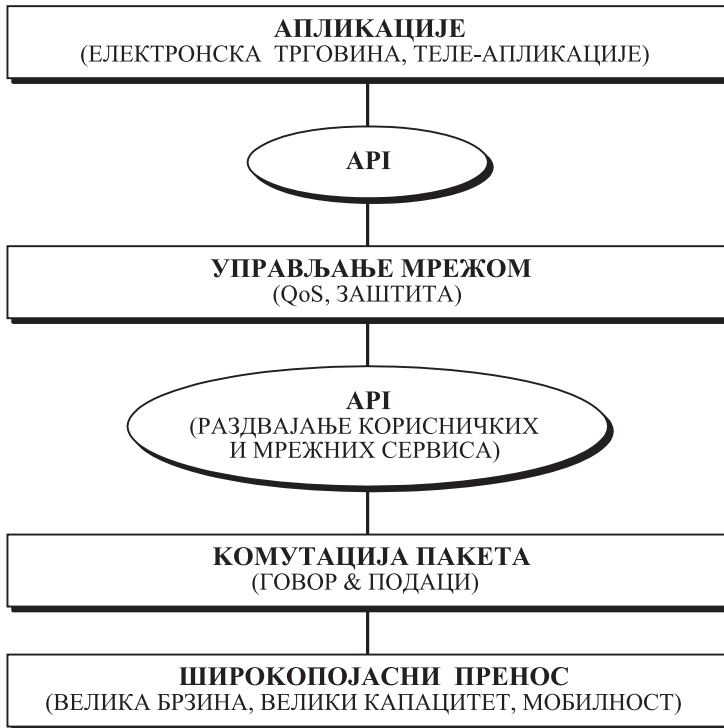 АПЛИКАЦИЈЕ
(ЕЛЕКТРОНСКА ТРГОВИНА, ТЕЛЕ-АПЛИКАЦИЈЕ)
API
УПРАВЉАЊЕ МРЕЖОМ
(QoS, ЗАШТИТА)
API
(РАЗДВАЈАЊЕ КОРИСНИЧКИХ
И МРЕЖНИХ СЕРВИСА)
КОМУТАЦИЈА ПАКЕТА
(ГОВОР & ПОДАЦИ)
ШИРОКОПОЈАСНИ ПРЕНОС
(ВЕЛИКА БРЗИНА, ВЕЛИКИ КАПАЦИТЕТ, МОБИЛНОСТ)